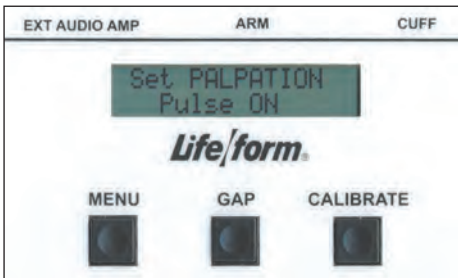 EXT AUDIO AMP ARM CUFF
Set PALPATION
Pulse ON
Life/form®
MENU GAP CALIBRATE